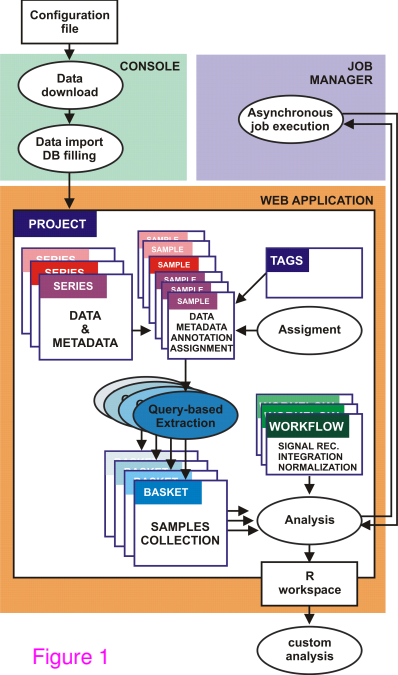 Configuration
file
CONSOLE
JOB
MANAGER
Data
download
Asynchronous
job execution
Data import
DB filling
WEB APPLICATION
PROJECT
SERIES
SERIES
SERIES
DATA
&
METADATA
SAMPLE
SAMPLE
SAMPLE
SAMPLE
SAMPLE
SAMPLE
DATA
METADATA
ANNOTATION
ASSIGNMENT
TAGS
Assigment
Query-based
Extraction
WORKFLOW
SIGNAL REC.
INTEGRATION
NORMALIZATION
BASKET
BASKET
SAMPLES
COLLECTION
Analysis
R
workspace
custom
analysis
Figure 1